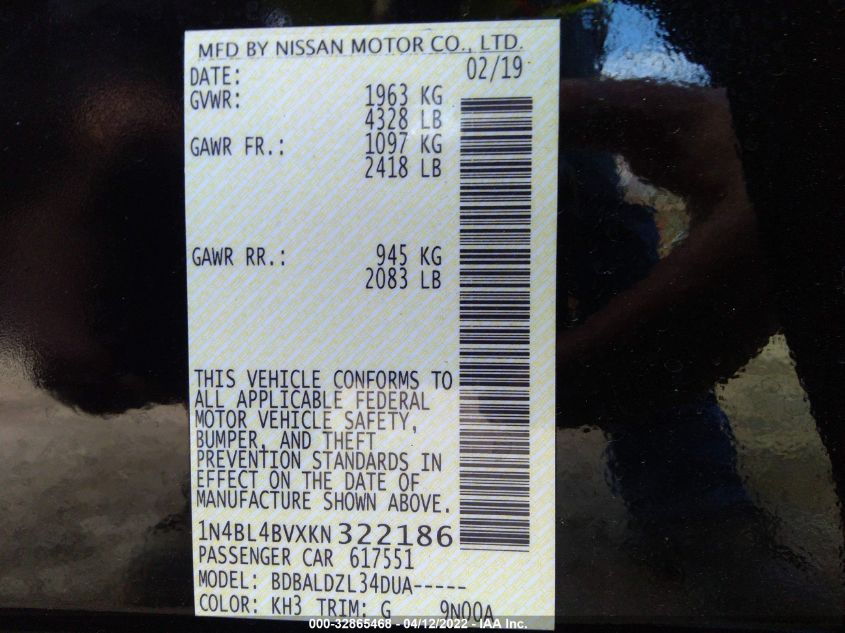 MFD BY NISSAN MOTOR CO., LTD.
DATE: 02/19
GVWR: 1963 KG
4328 LB
GAWR FR.: 1097 KG
2418 LB
GAWR RR.: 945 KG
2083 LB
THIS VEHICLE CONFORMS TO
ALL APPLICABLE FEDERAL
MOTOR VEHICLE SAFETY,
BUMPER, AND THEFT
PREVENTION STANDARDS IN
EFFECT ON THE DATE OF
MANUFACTURE SHOWN ABOVE.
1N4BL4BVXKN322186
PASSENGER CAR 617551
MODEL: BDBALDZL34DUA-----
COLOR: KH3 TRIM: G 9N00A
000-32865468 - 04/12/2022 - IAA Inc.